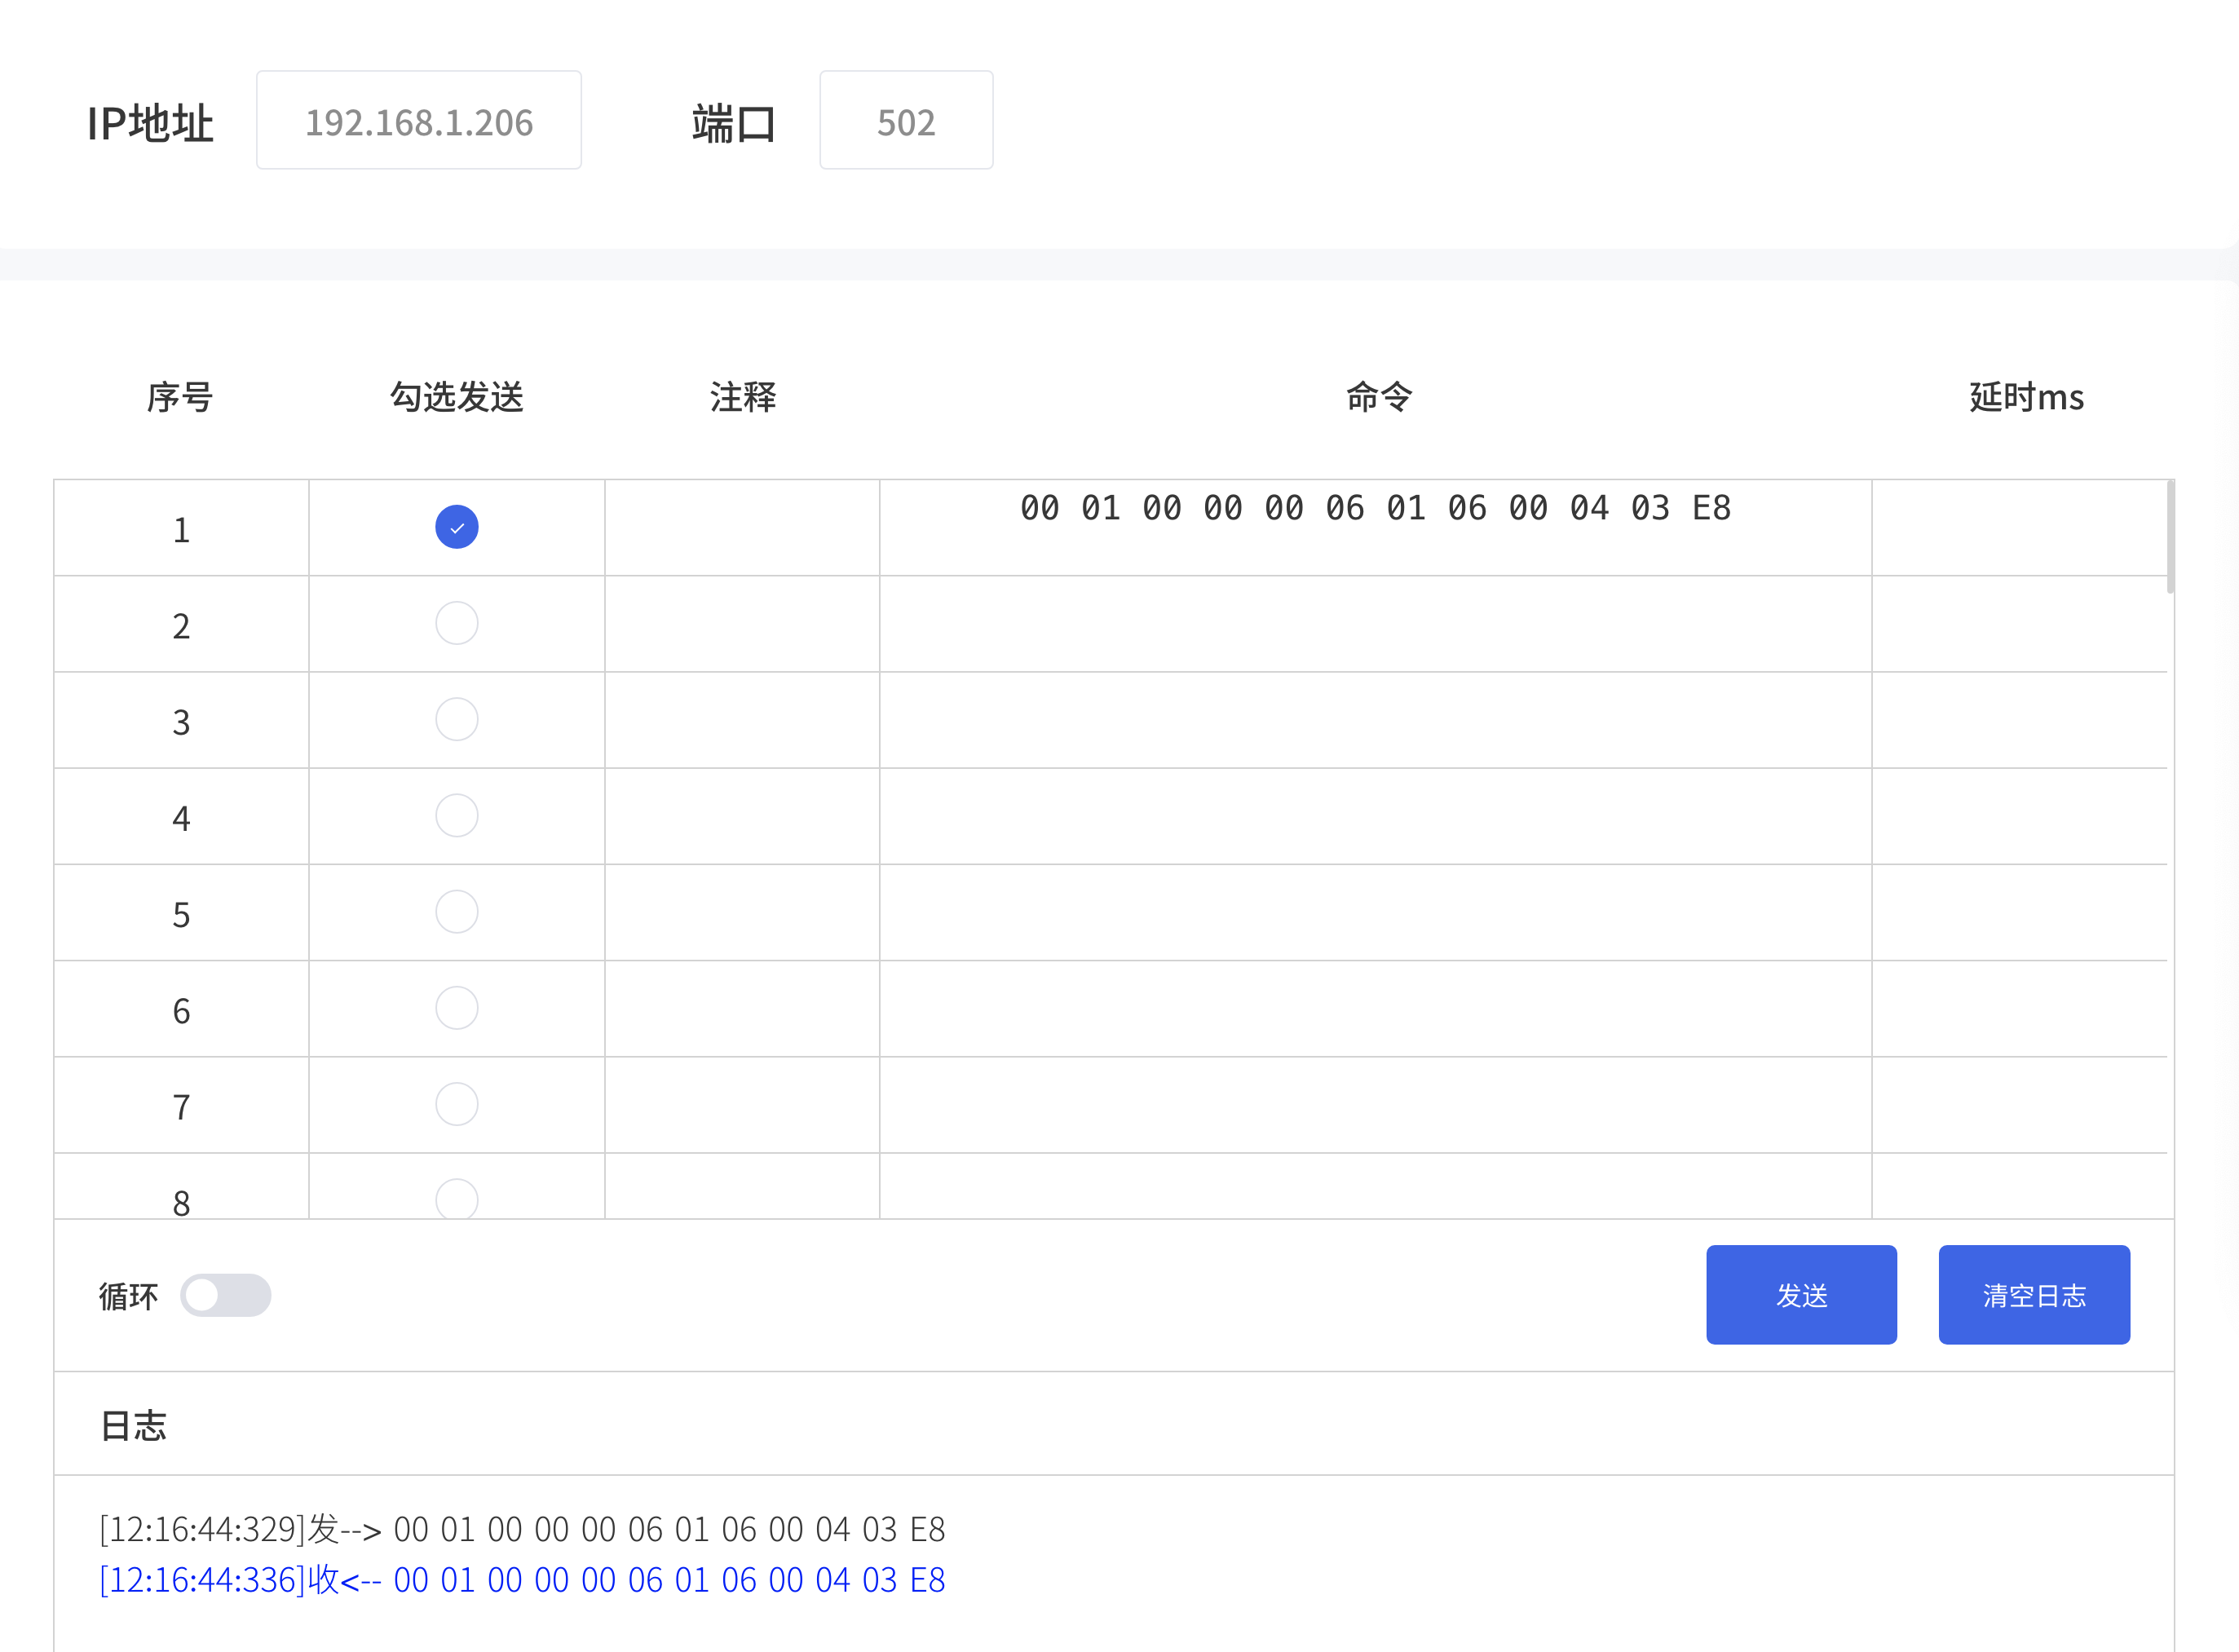 IP地址 192.168.1.206 端口 502
序号 勾选发送 注释 命令 延时ms
1 00 01 00 00 00 06 01 06 00 04 03 E8
2
3
4
5
6
7
8
循环 发送 清空日志
日志
[12:16:44:329]发--> 00 01 00 00 00 06 01 06 00 04 03 E8
[12:16:44:336]收<-- 00 01 00 00 00 06 01 06 00 04 03 E8